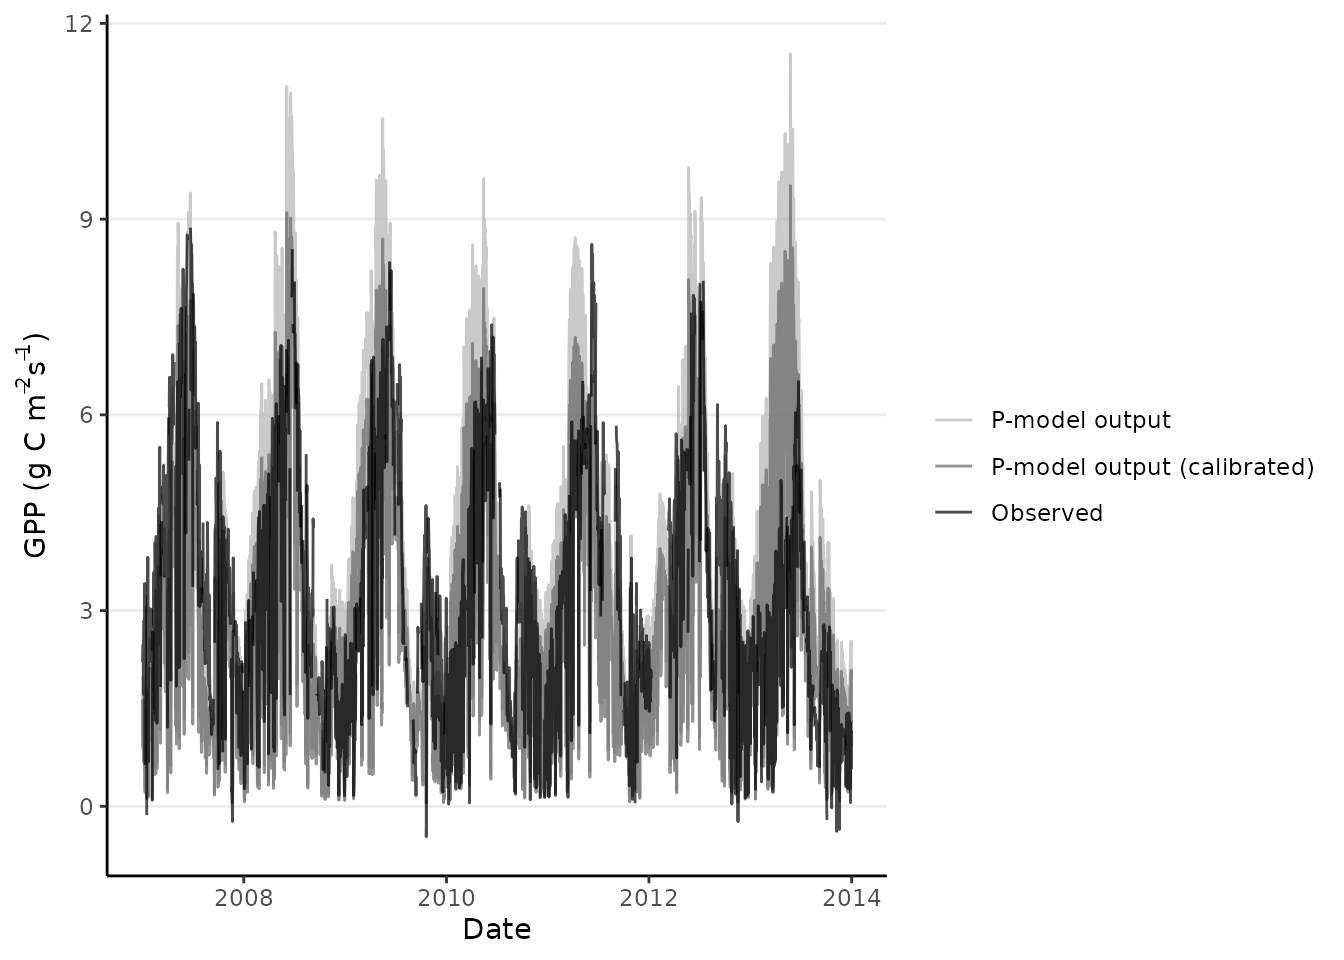 12
9
6
3
0
GPP (g C m⁻²s⁻¹)
2008
2010
2012
2014
Date
P-model output
P-model output (calibrated)
Observed